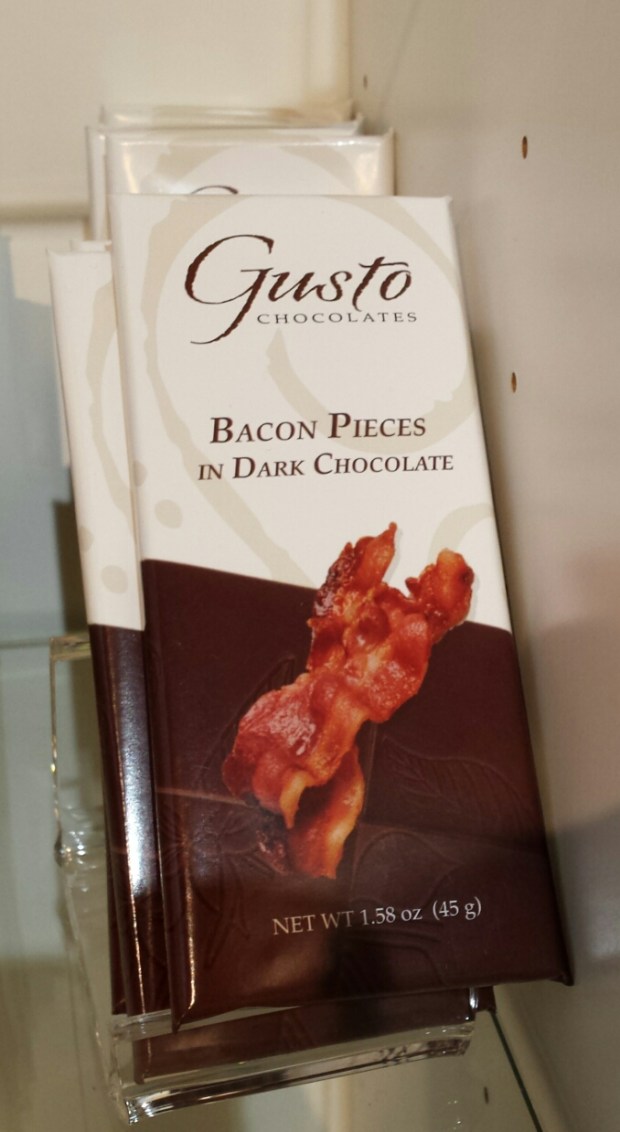 Gusto
CHOCOLATES
BACON PIECES
IN DARK CHOCOLATE
NET WT 1.58 oz (45 g)